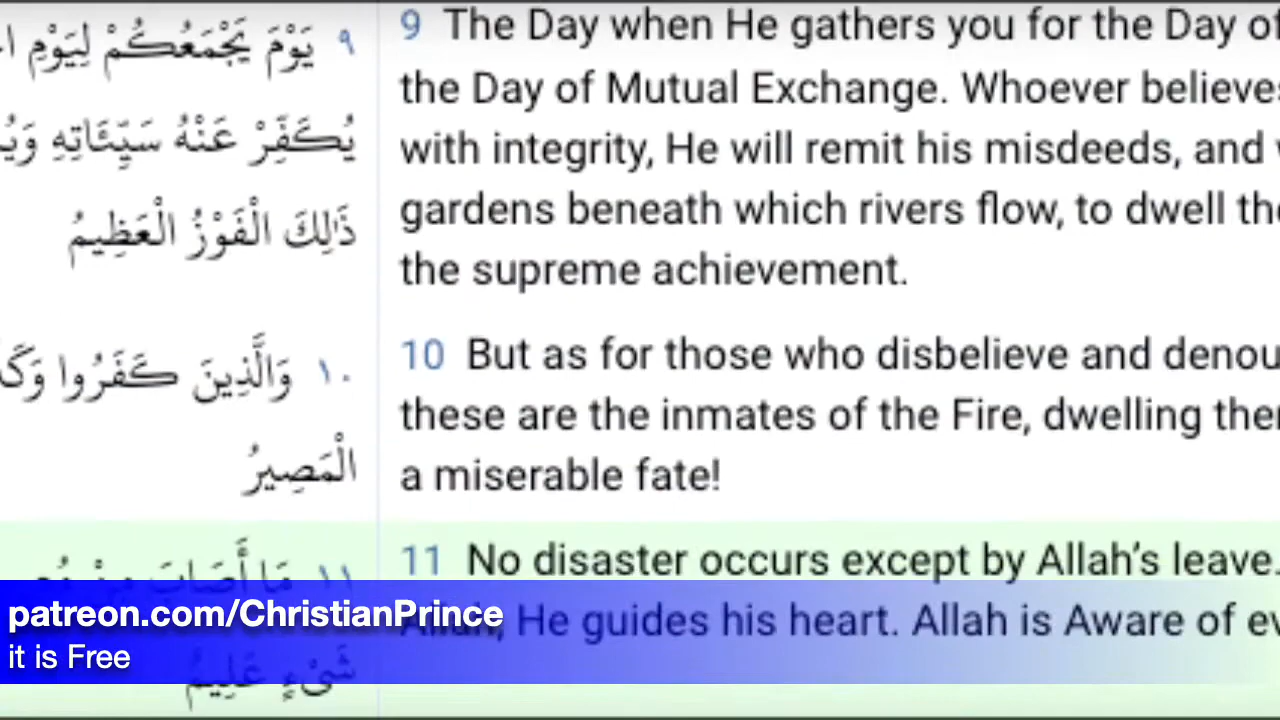 ٩ يَوْمَ يَجْمَعُكُمْ لِيَوْمِ
يُكَفِّرْ عَنْهُ سَيِّئَاتِهِ
ذَٰلِكَ الْفَوْزُ الْعَظِيمُ
١٠ وَالَّذِينَ كَفَرُوا
الْمَصِيرُ
١١ مَا أَصَابَ مِنْ
شَيْءٍ عَلِيمٌ
9 The Day when He gathers you for the Day of
the Day of Mutual Exchange. Whoever believes
with integrity, He will remit his misdeeds, and
gardens beneath which rivers flow, to dwell
the supreme achievement.
10 But as for those who disbelieve and
these are the inmates of the Fire, dwelling
a miserable fate!
11 No disaster occurs except by Allah's leave.
Allah, He guides his heart. Allah is Aware of
patreon.com/ChristianPrince
it is Free